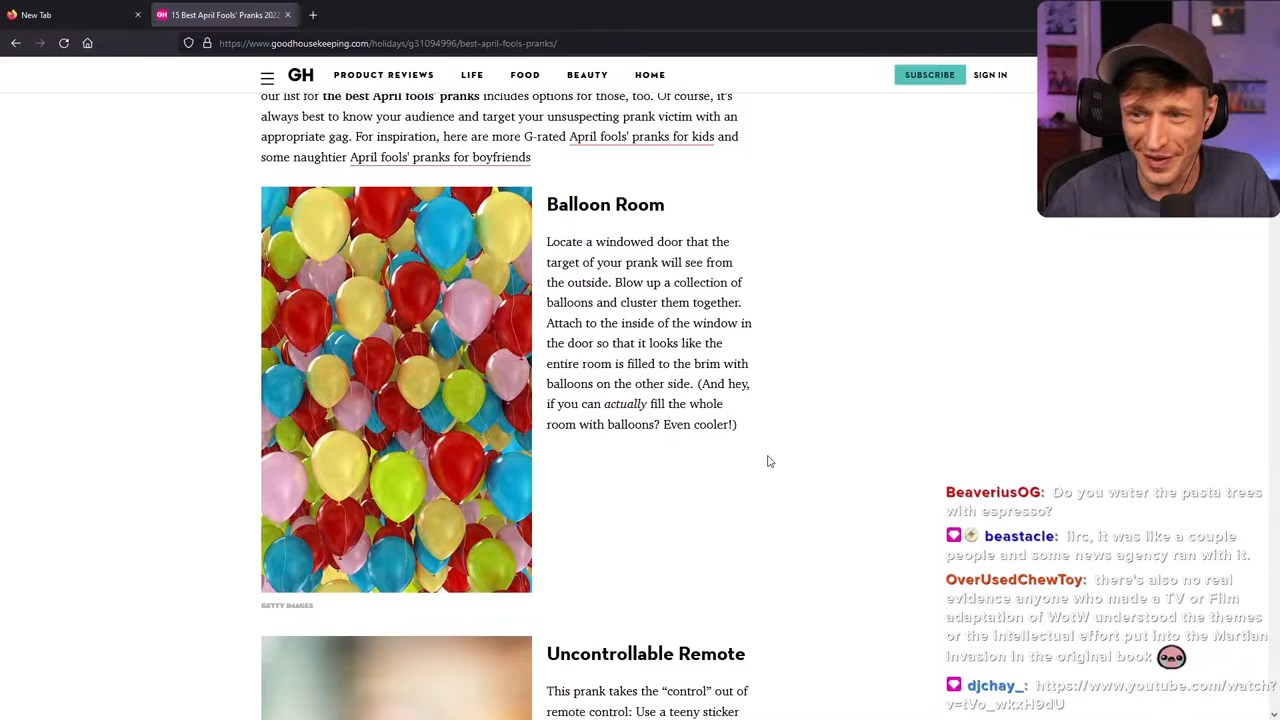 New Tab
GH 15 Best April Fools' Pranks 2022
https://www.goodhousekeeping.com/holidays/g31094996/best-april-fools-pranks/
GH PRODUCT REVIEWS LIFE FOOD BEAUTY HOME SUBSCRIBE SIGN IN
our list for the best April fools' pranks includes options for those, too. Of course, it's
always best to know your audience and target your unsuspecting prank victim with an
appropriate gag. For inspiration, here are more G-rated April fools' pranks for kids and
some naughtier April fools' pranks for boyfriends
Balloon Room
Locate a windowed door that the
target of your prank will see from
the outside. Blow up a collection of
balloons and cluster them together.
Attach to the inside of the window in
the door so that it looks like the
entire room is filled to the brim with
balloons on the other side. (And hey,
if you can actually fill the whole
room with balloons? Even cooler!)
GETTY IMAGES
Uncontrollable Remote
This prank takes the “control” out of
remote control: Use a teeny sticker
BeaveriusOG: Do you water the pasta trees
with espresso?
beastacle: iirc, it was like a couple
people and some news agency ran with it.
OverUsedChewToy: there's also no real
evidence anyone who made a TV or Film
adaptation of WotW understood the themes
or the intellectual effort put into the Martian
invasion in the original book
djchay_: https://www.youtube.com/watch?
v=tVo_wkxH9dU